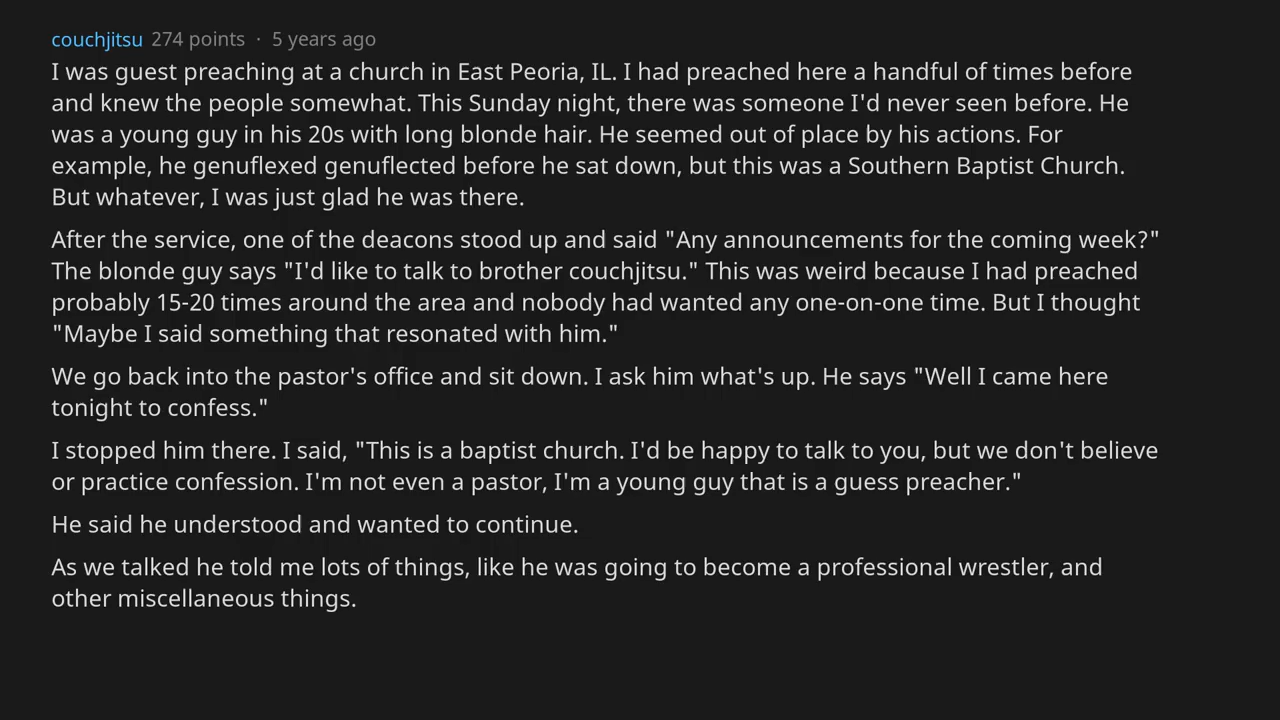 couchjitsu 274 points · 5 years ago
I was guest preaching at a church in East Peoria, IL. I had preached here a handful of times before
and knew the people somewhat. This Sunday night, there was someone I'd never seen before. He
was a young guy in his 20s with long blonde hair. He seemed out of place by his actions. For
example, he genuflexed genuflected before he sat down, but this was a Southern Baptist Church.
But whatever, I was just glad he was there.
After the service, one of the deacons stood up and said "Any announcements for the coming week?"
The blonde guy says "I'd like to talk to brother couchjitsu." This was weird because I had preached
probably 15-20 times around the area and nobody had wanted any one-on-one time. But I thought
"Maybe I said something that resonated with him."
We go back into the pastor's office and sit down. I ask him what's up. He says "Well I came here
tonight to confess."
I stopped him there. I said, "This is a baptist church. I'd be happy to talk to you, but we don't believe
or practice confession. I'm not even a pastor, I'm a young guy that is a guess preacher."
He said he understood and wanted to continue.
As we talked he told me lots of things, like he was going to become a professional wrestler, and
other miscellaneous things.